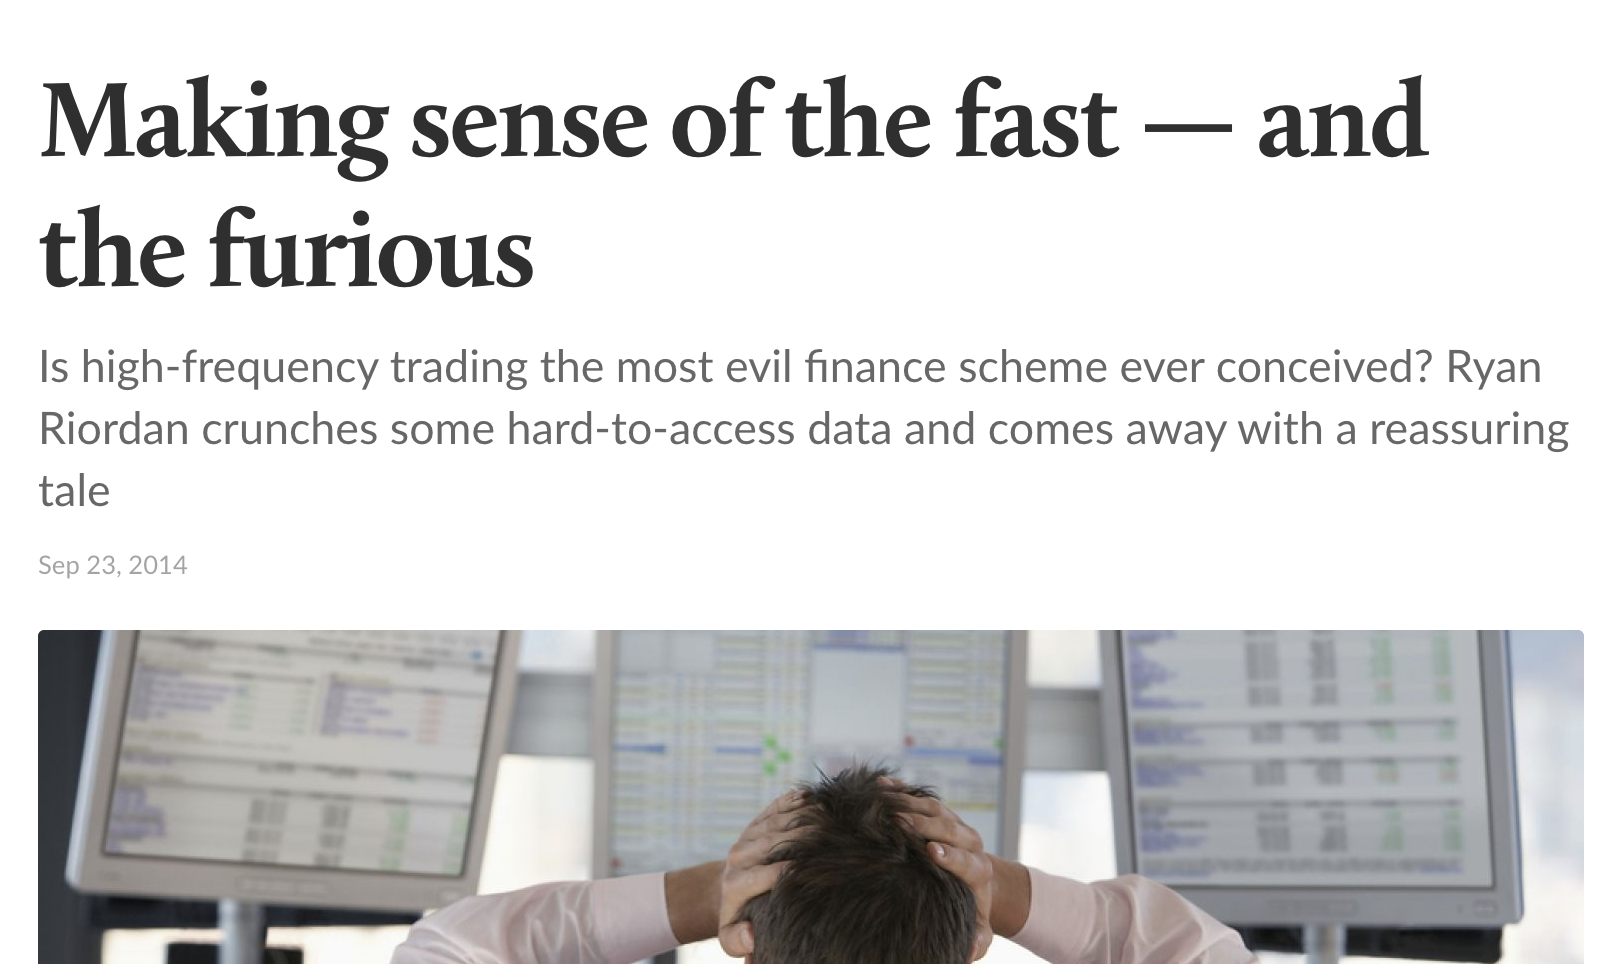 Making sense of the fast — and
the furious
Is high-frequency trading the most evil finance scheme ever conceived? Ryan
Riordan crunches some hard-to-access data and comes away with a reassuring
tale
Sep 23, 2014